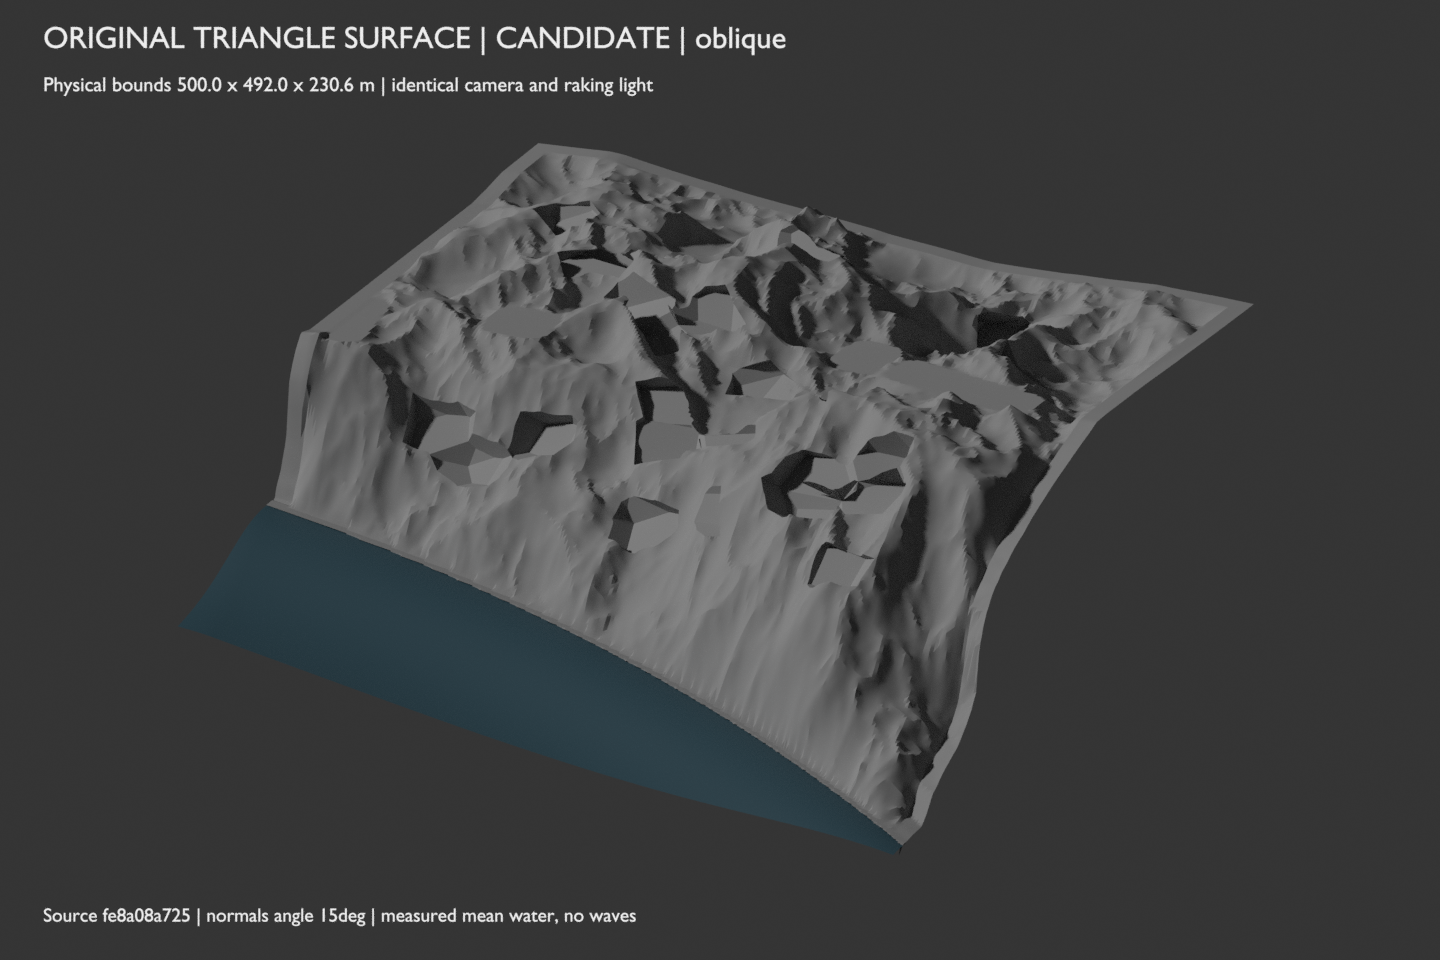 ORIGINAL TRIANGLE SURFACE | CANDIDATE | oblique
Physical bounds 500.0 x 492.0 x 230.6 m | identical camera and raking light
Source fe8a08a725 | normals angle 15deg | measured mean water, no waves